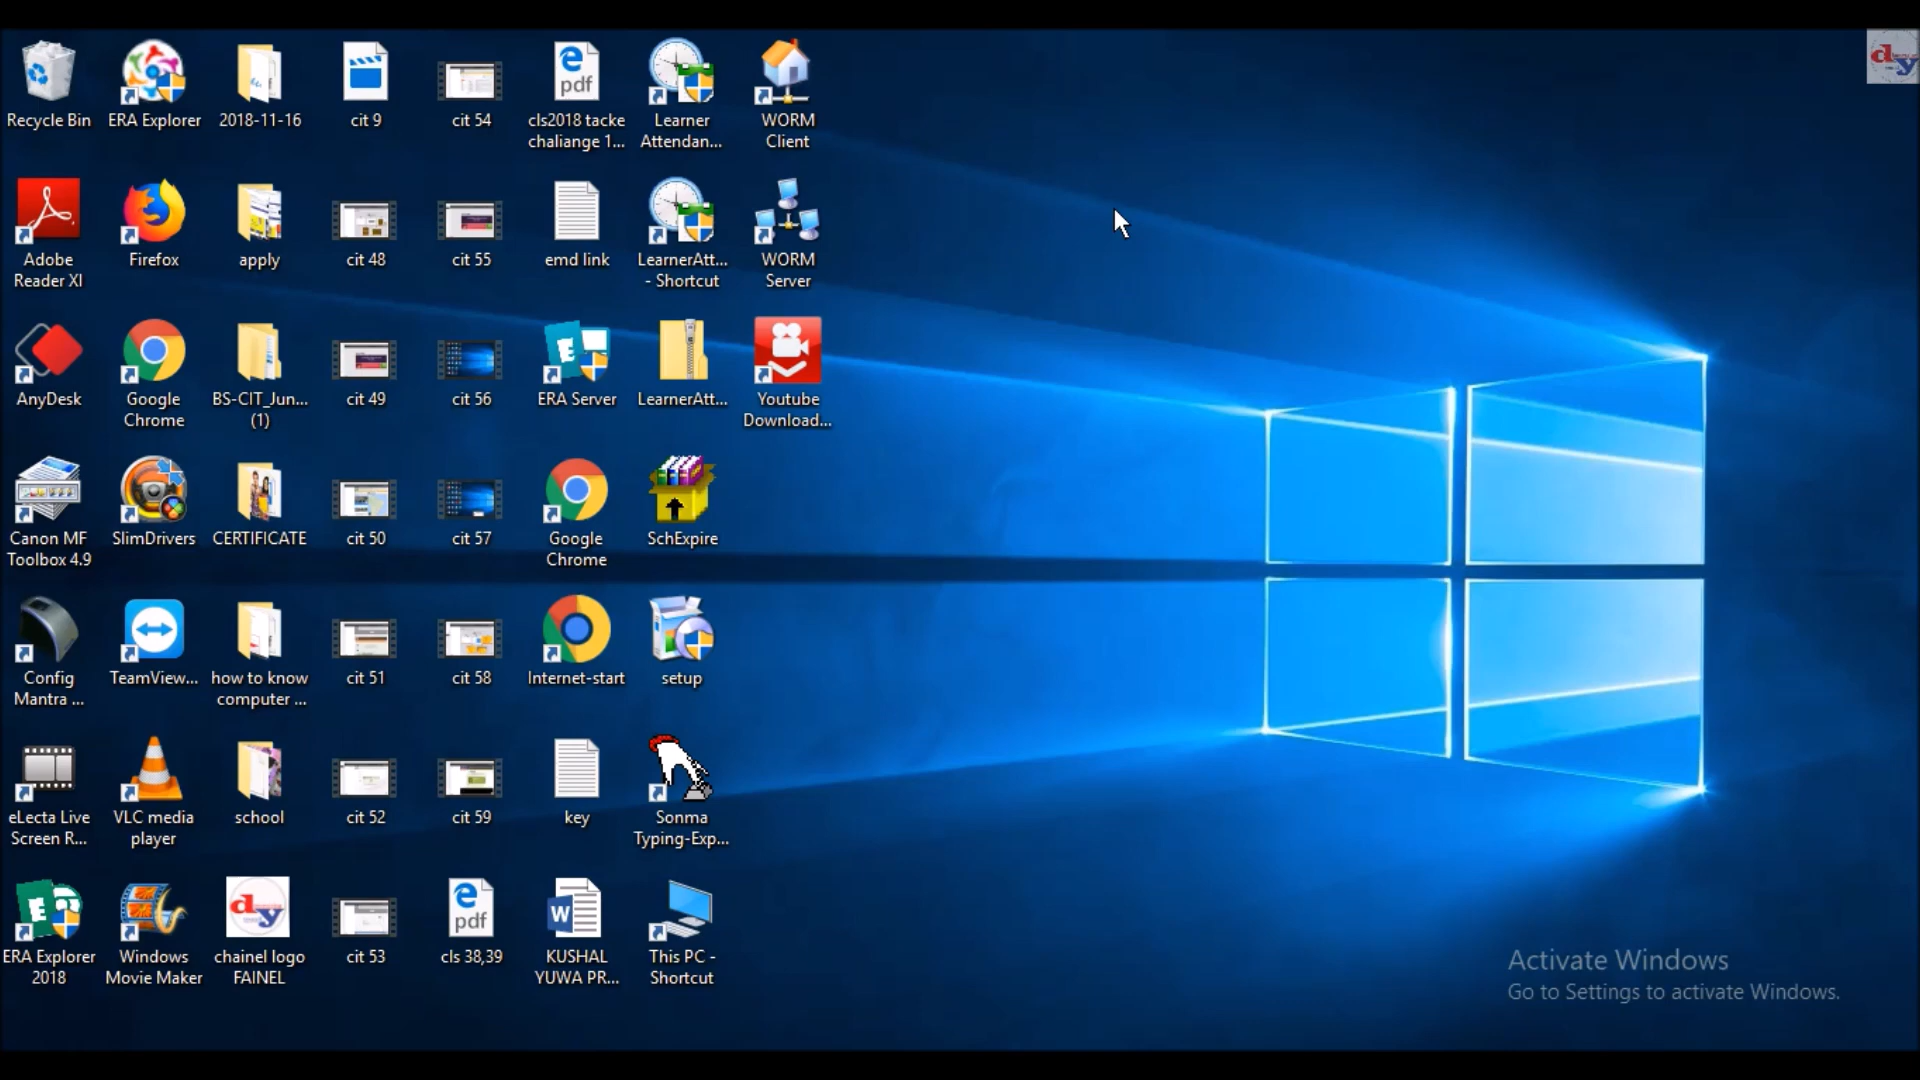 Recycle Bin
ERA Explorer
2018-11-16
cit 9
cit 54
cls2018 tacke
chaliange 1...
Learner
Attendan...
WORM
Client
Adobe
Reader XI
Firefox
apply
cit 48
cit 55
emd link
LearnerAtt...
- Shortcut
WORM
Server
AnyDesk
Google
Chrome
BS-CIT_Jun...
(1)
cit 49
cit 56
ERA Server
LearnerAtt...
Youtube
Download...
Canon MF
Toolbox 4.9
SlimDrivers
CERTIFICATE
cit 50
cit 57
Google
Chrome
SchExpire
Config
Mantra ...
TeamView...
how to know
computer ...
cit 51
cit 58
Internet-start
setup
eLecta Live
Screen R...
VLC media
player
school
cit 52
cit 59
key
Sonma
Typing-Exp...
ERA Explorer
2018
Windows
Movie Maker
chainel logo
FAINEL
cit 53
cls 38,39
KUSHAL
YUWA PR...
This PC -
Shortcut
pdf
pdf
E
E
W
dy
dy
Activate Windows
Go to Settings to activate Windows.